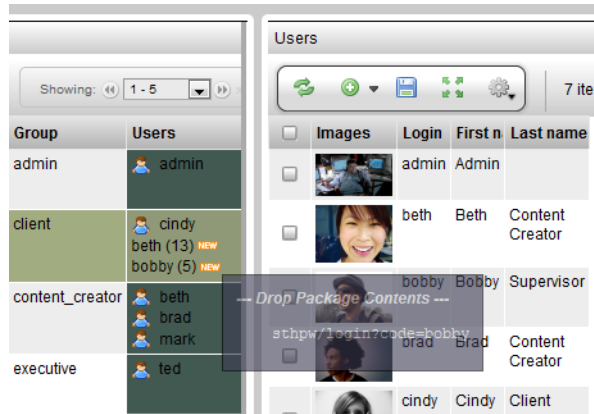 Users
Showing: 1 - 5
7 ite
Group Users
Images Login First n Last name
admin admin
admin Admin
client cindy
beth (13) NEW
bobby (5) NEW
beth Beth Content
Creator
content_creator beth
brad
mark
bobby Bobby Supervisor
--- Drop Package Contents ---
sthpw/login?code=bobby
brad Brad Content
Creator
executive ted
cindy Cindy Client